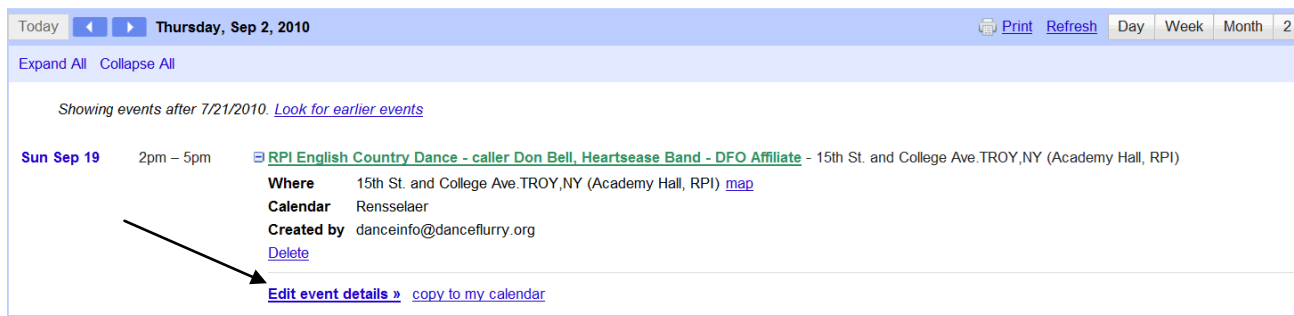 Today Thursday, Sep 2, 2010 Print Refresh Day Week Month 2
Expand All Collapse All
Showing events after 7/21/2010. Look for earlier events
Sun Sep 19 2pm – 5pm RPI English Country Dance - caller Don Bell, Heartsease Band - DFO Affiliate - 15th St. and College Ave.TROY,NY (Academy Hall, RPI)
Where 15th St. and College Ave.TROY,NY (Academy Hall, RPI) map
Calendar Rensselaer
Created by danceinfo@danceflurry.org
Delete
Edit event details » copy to my calendar